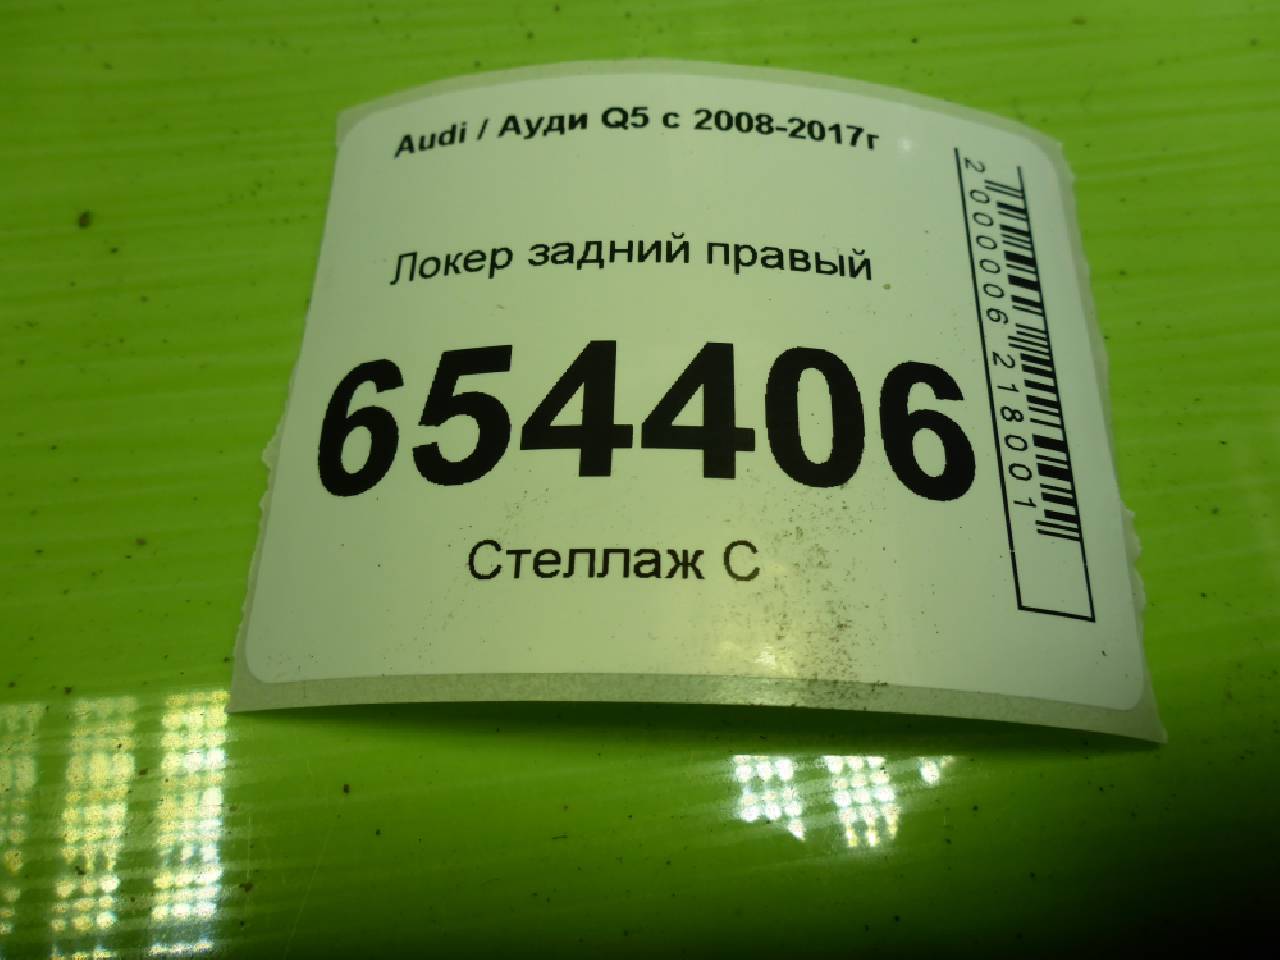 Audi / Ауди Q5 с 2008-2017г
Локер задний правый
654406
Стеллаж С
2000006218001